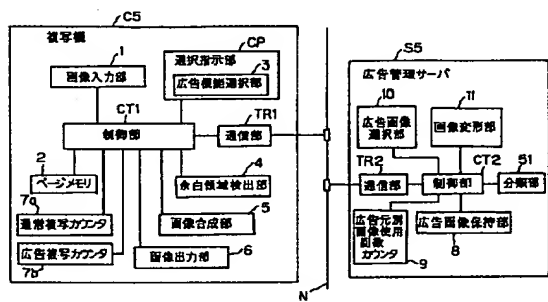 C5
複写機
1
画像入力部
CP
選択指示部
3
広告機能選択部
CT1
制御部
TR1
通信部
2
ページメモリ
4
余白領域検出部
7a
通常複写カウンタ
5
画像合成部
7b
広告複写カウンタ
6
画像出力部
N
S5
広告管理サーバ
10
広告画像
選択部
11
画像変形部
TR2
通信部
CT2
制御部
51
分類部
広告元別
画像使用
回数
カウンタ
9
広告画像保持部
8